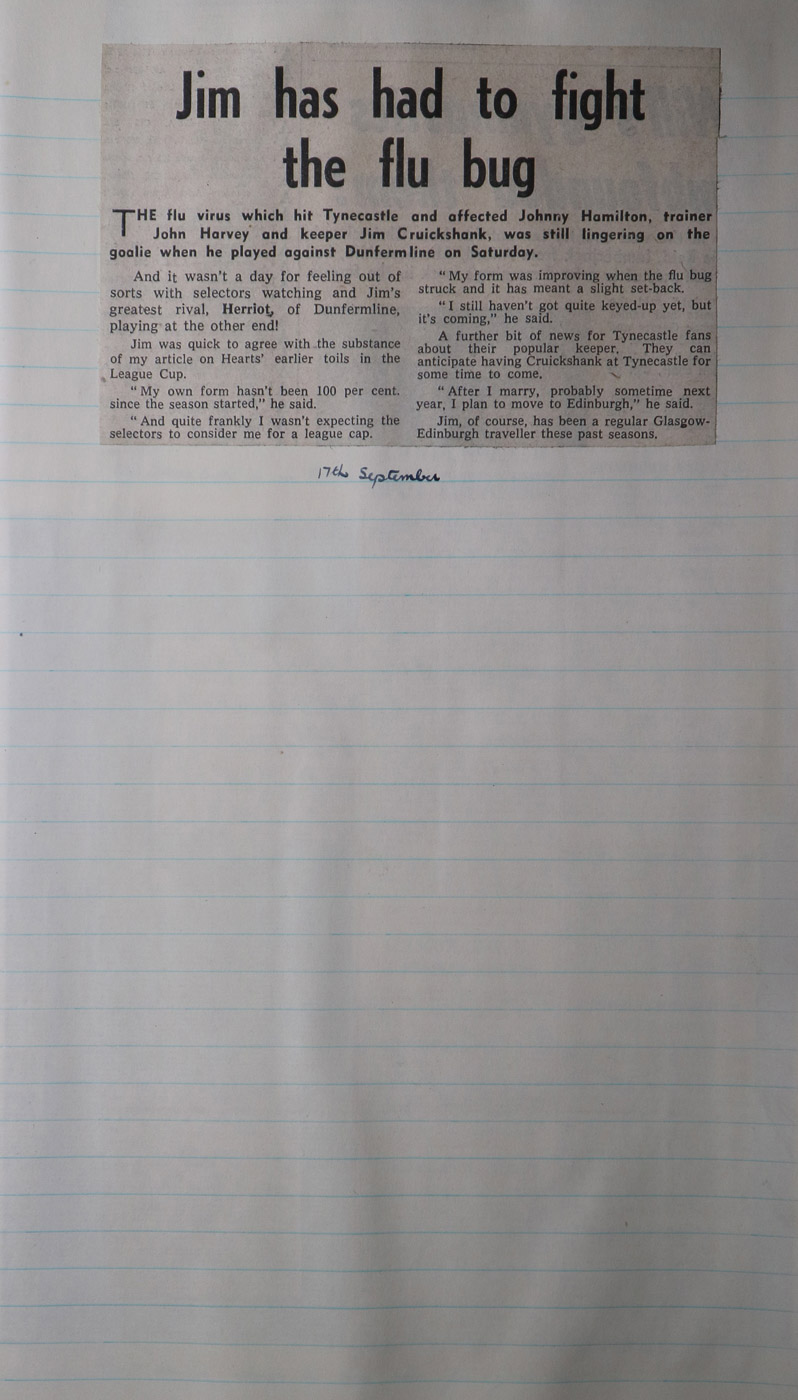 Jim has had to fight
the flu bug
THE flu virus which hit Tynecastle and affected Johnny Hamilton, trainer
John Harvey and keeper Jim Cruickshank, was still lingering on the
goalie when he played against Dunfermline on Saturday.
And it wasn't a day for feeling out of
sorts with selectors watching and Jim's
greatest rival, Herriot, of Dunfermline,
playing at the other end!
Jim was quick to agree with the substance
of my article on Hearts' earlier toils in the
League Cup.
"My own form hasn't been 100 per cent.
since the season started," he said.
"And quite frankly I wasn't expecting the
selectors to consider me for a league cap.
"My form was improving when the flu bug
struck and it has meant a slight set-back.
"I still haven't got quite keyed-up yet, but
it's coming," he said.
A further bit of news for Tynecastle fans
about their popular keeper. They can
anticipate having Cruickshank at Tynecastle for
some time to come.
"After I marry, probably sometime next
year, I plan to move to Edinburgh," he said.
Jim, of course, has been a regular Glasgow-
Edinburgh traveller these past seasons.
17th September